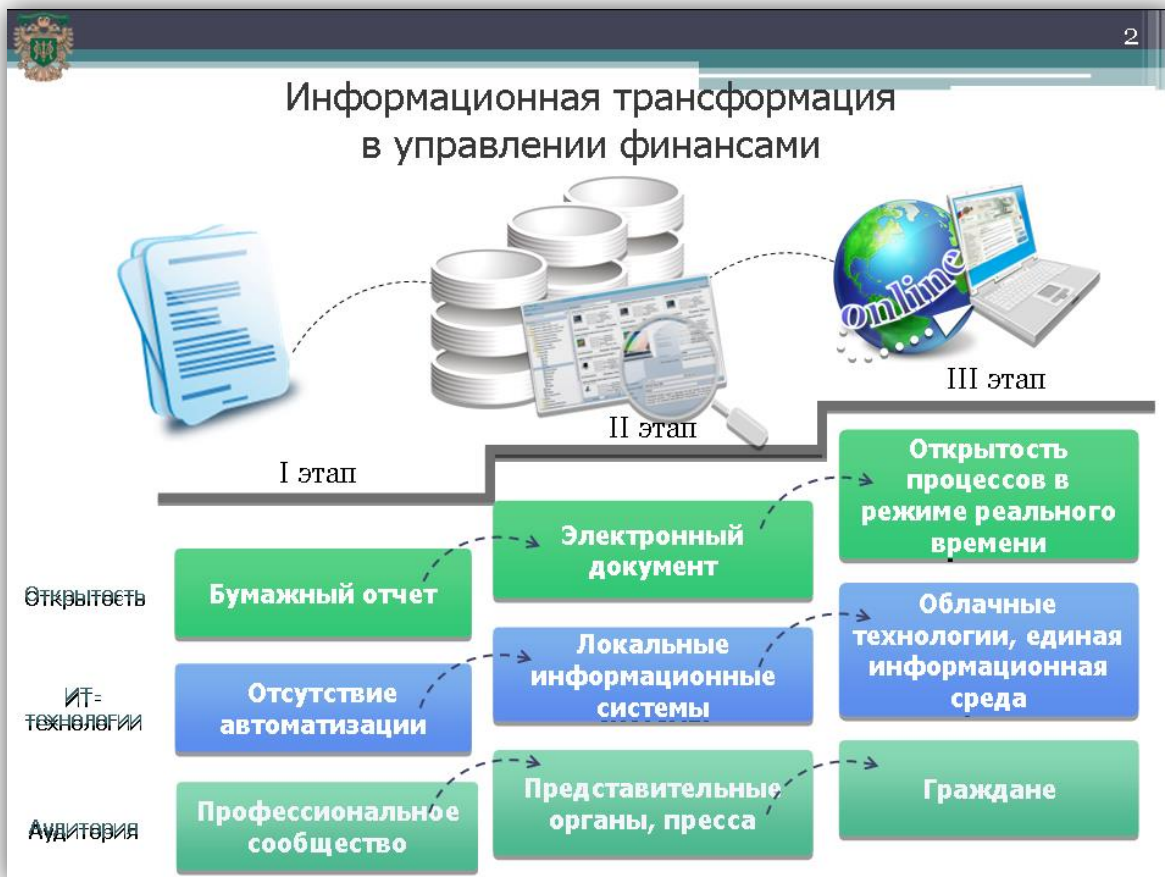 2
Информационная трансформация
в управлении финансами
online
III этап
II этап
I этап
Открытость
Бумажный отчет
Электронный
документ
Открытость
процессов в
режиме реального
времени
ИТ-
технологии
Отсутствие
автоматизации
Локальные
информационные
системы
Облачные
технологии, единая
информационная
среда
Аудитория
Профессиональное
сообщество
Представительные
органы, пресса
Граждане